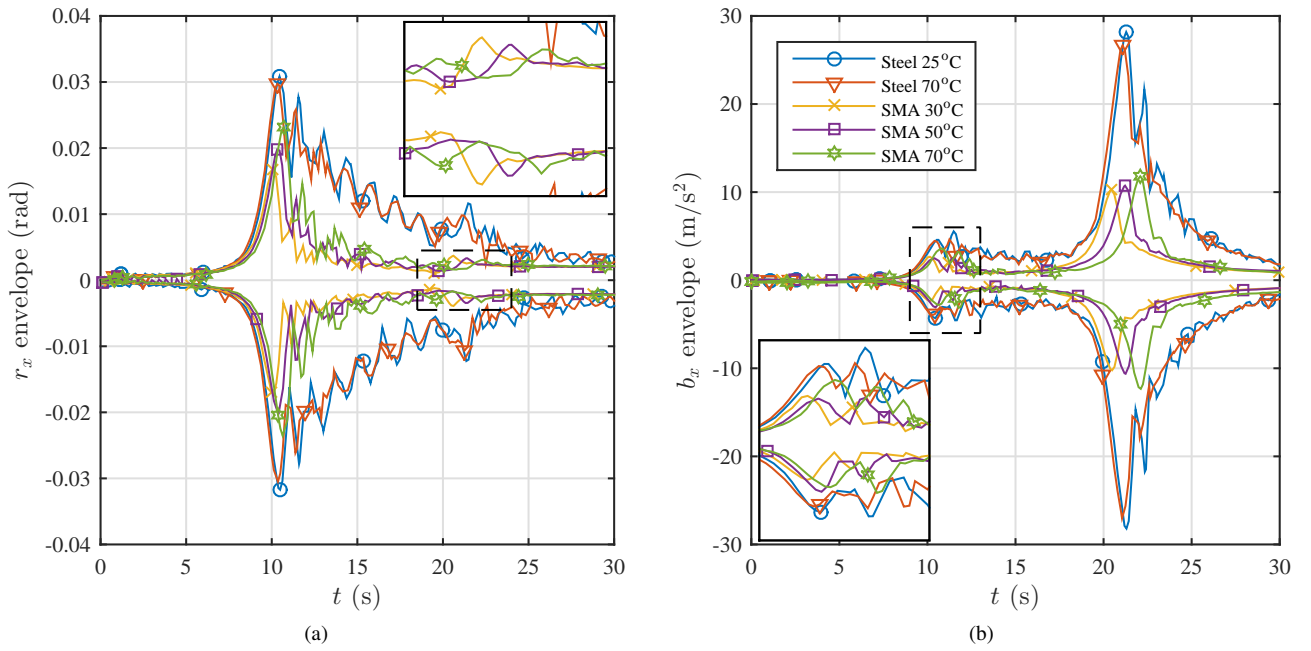 0.04
0.03
0.02
0.01
0
-0.01
-0.02
-0.03
-0.04
r_x envelope (rad)
0 5 10 15 20 25 30
t (s)
(a)
30
20
10
0
-10
-20
-30
b_x envelope (m/s²)
Steel 25°C
Steel 70°C
SMA 30°C
SMA 50°C
SMA 70°C
0 5 10 15 20 25 30
t (s)
(b)